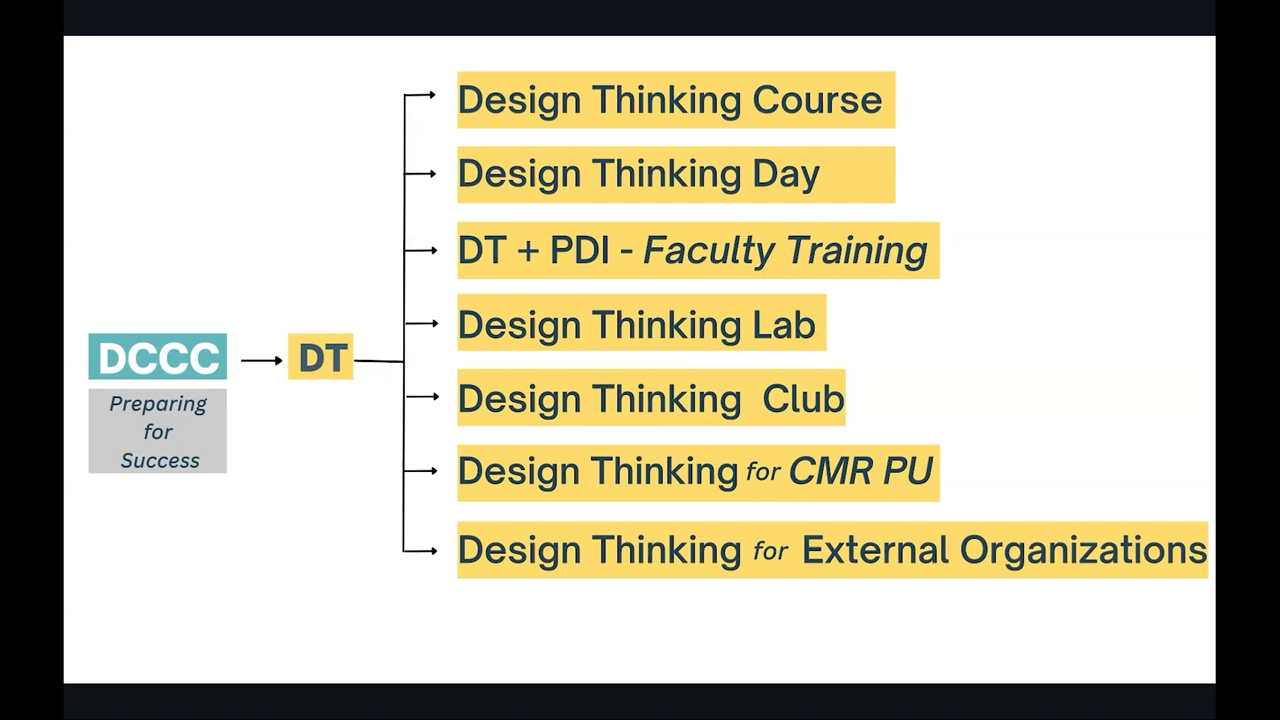 Design Thinking Course
Design Thinking Day
DT + PDI - Faculty Training
Design Thinking Lab
DCCC
DT
Preparing
for
Success
Design Thinking Club
Design Thinking for CMR PU
Design Thinking for External Organizations